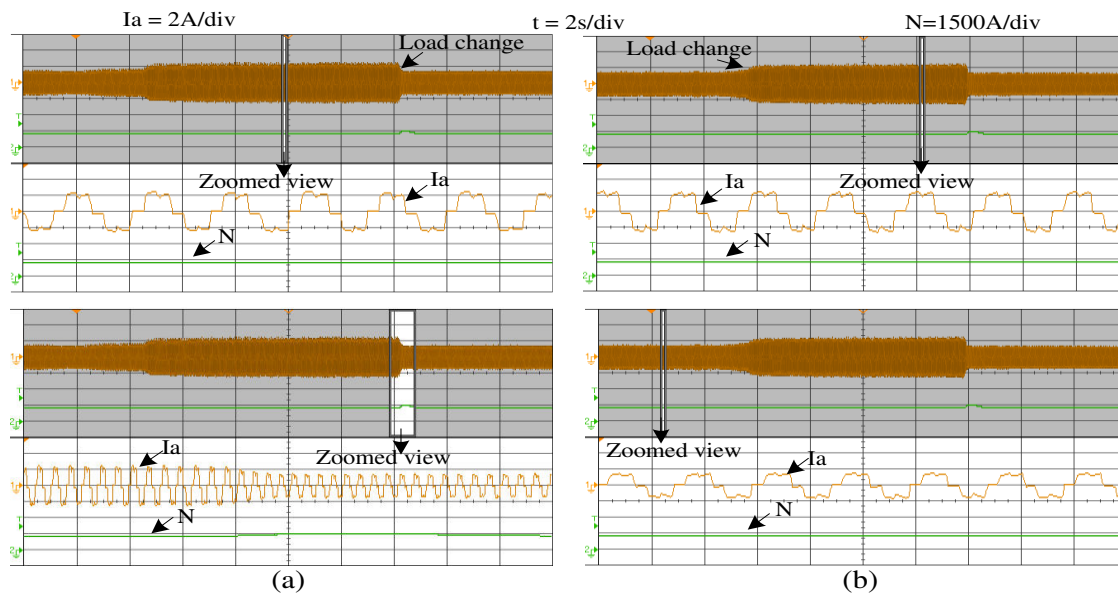 Ia = 2A/div t = 2s/div N=1500A/div
Load change
Load change
Zoomed view
Ia
N
Ia
Zoomed view
N
Ia
Zoomed view
N
Zoomed view
Ia
N
(a) (b)